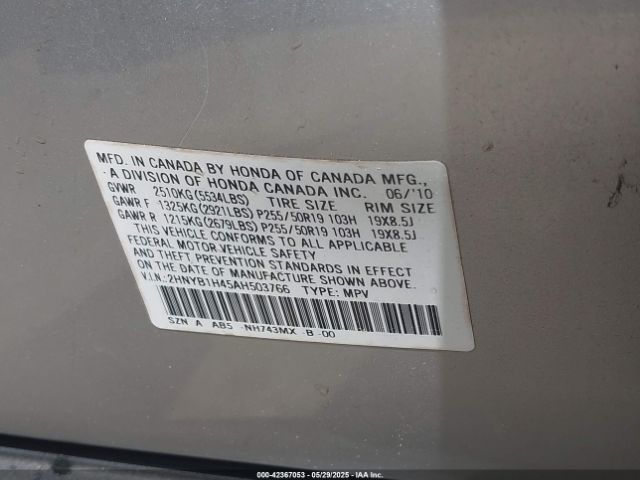 MFD. IN CANADA BY HONDA OF CANADA MFG.,
A DIVISION OF HONDA CANADA INC. 06/'10
GVWR 2510KG(5534LBS) TIRE SIZE RIM SIZE
GAWR F 1325KG(2921LBS) P255/50R19 103H 19X8.5J
GAWR R 1215KG(2679LBS) P255/50R19 103H 19X8.5J
THIS VEHICLE CONFORMS TO ALL APPLICABLE
FEDERAL MOTOR VEHICLE SAFETY
AND THEFT PREVENTION STANDARDS IN EFFECT
ON THE DATE OF MANUFACTURE SHOWN ABOVE.
V.I.N.:2HNYB1H45AH503766 TYPE: MPV
SZN A AB5 -NH743MX -B -00
000-42367053 / 05/29/2025 / IAAI.COM